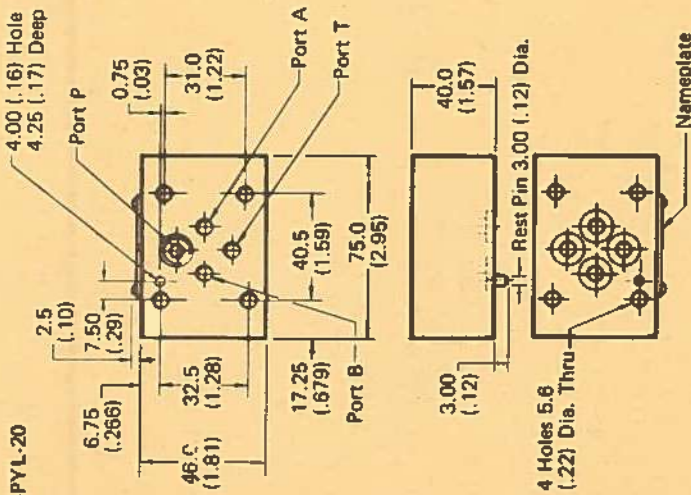 PYL-20
4.00 (.16) Hole
4.25 (.17) Deep
Port P
0.75
(.03)
31.0
(1.22)
Port A
Port T
2.5
(.10)
7.50
(.29)
6.75
(.266)
46.0
(1.81)
32.5
(1.28)
40.5
(1.59)
75.0
(2.95)
17.25
(.679)
Port B
40.0
(1.57)
3.00
(.12)
Rest Pin 3.00 (.12) Dia.
4 Holes 5.6
(.22) Dia. Thru
Nameplate